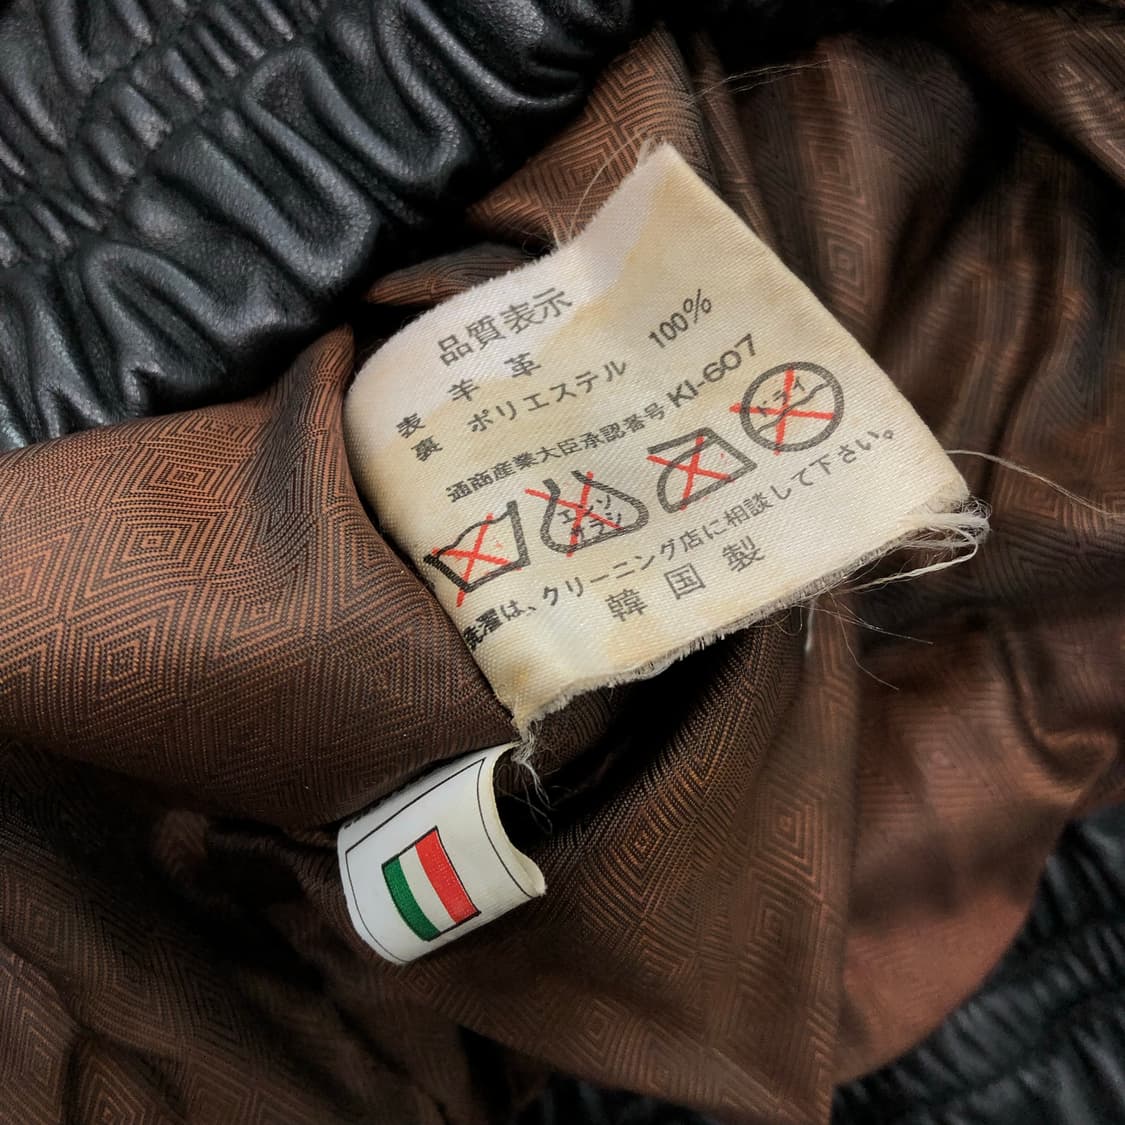 品質表示
表 羊 革
裏 ポリエステル 100%
通商産業大臣承認番号 KI-607
エンソ
サラシ
ドライ
洗濯は、クリーニング店に相談して下さい。
韓国製